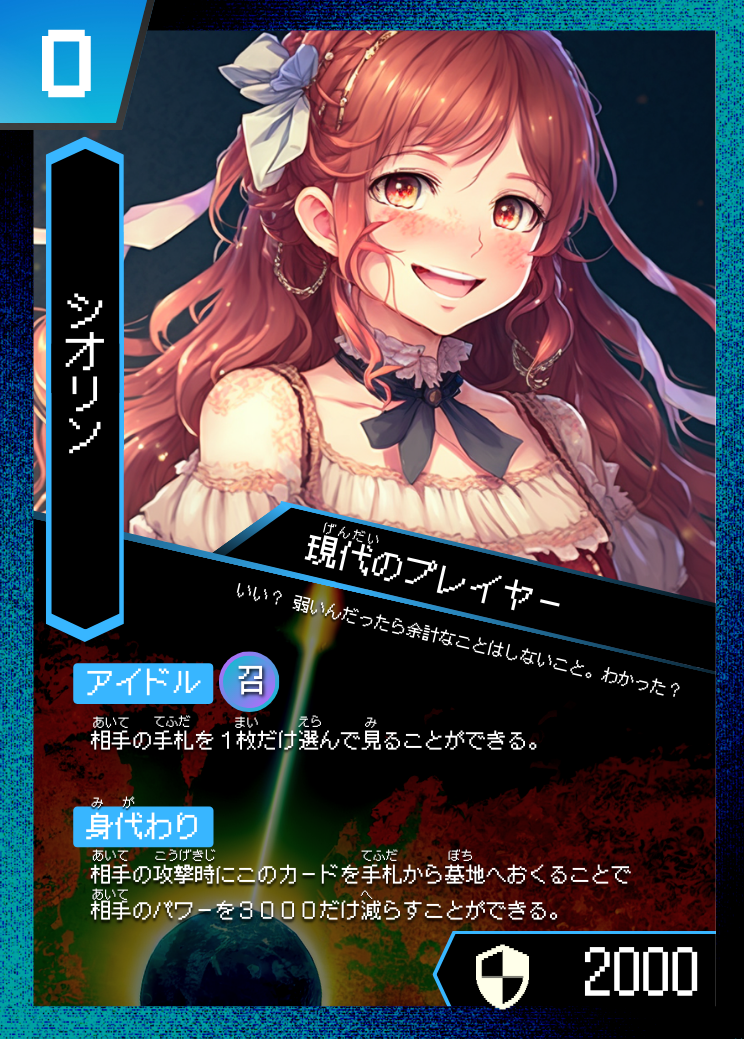 0
シオリン
げんだい
現代のプレイヤー
いい？ 弱いんだったら余計なことはしないこと。わかった？
アイドル 召
あいて てふだ まい えら み
相手の手札を１枚だけ選んで見ることができる。
み が
身代わり
あいて こうげきじ てふだ ぼち
相手の攻撃時にこのカードを手札から墓地へおくることで
あいて へ
相手のパワーを３０００だけ減らすことができる。
2000